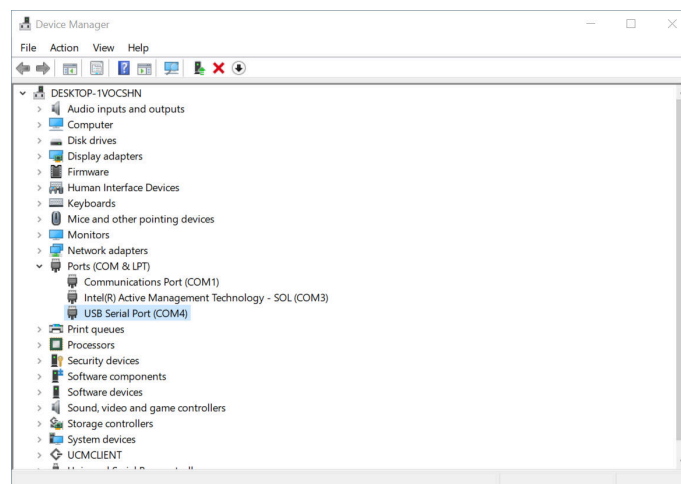 Device Manager
File Action View Help
DESKTOP-1VOCSHN
Audio inputs and outputs
Computer
Disk drives
Display adapters
Firmware
Human Interface Devices
Keyboards
Mice and other pointing devices
Monitors
Network adapters
Ports (COM & LPT)
Communications Port (COM1)
Intel(R) Active Management Technology - SOL (COM3)
USB Serial Port (COM4)
Print queues
Processors
Security devices
Software components
Software devices
Sound, video and game controllers
Storage controllers
System devices
UCMCLIENT